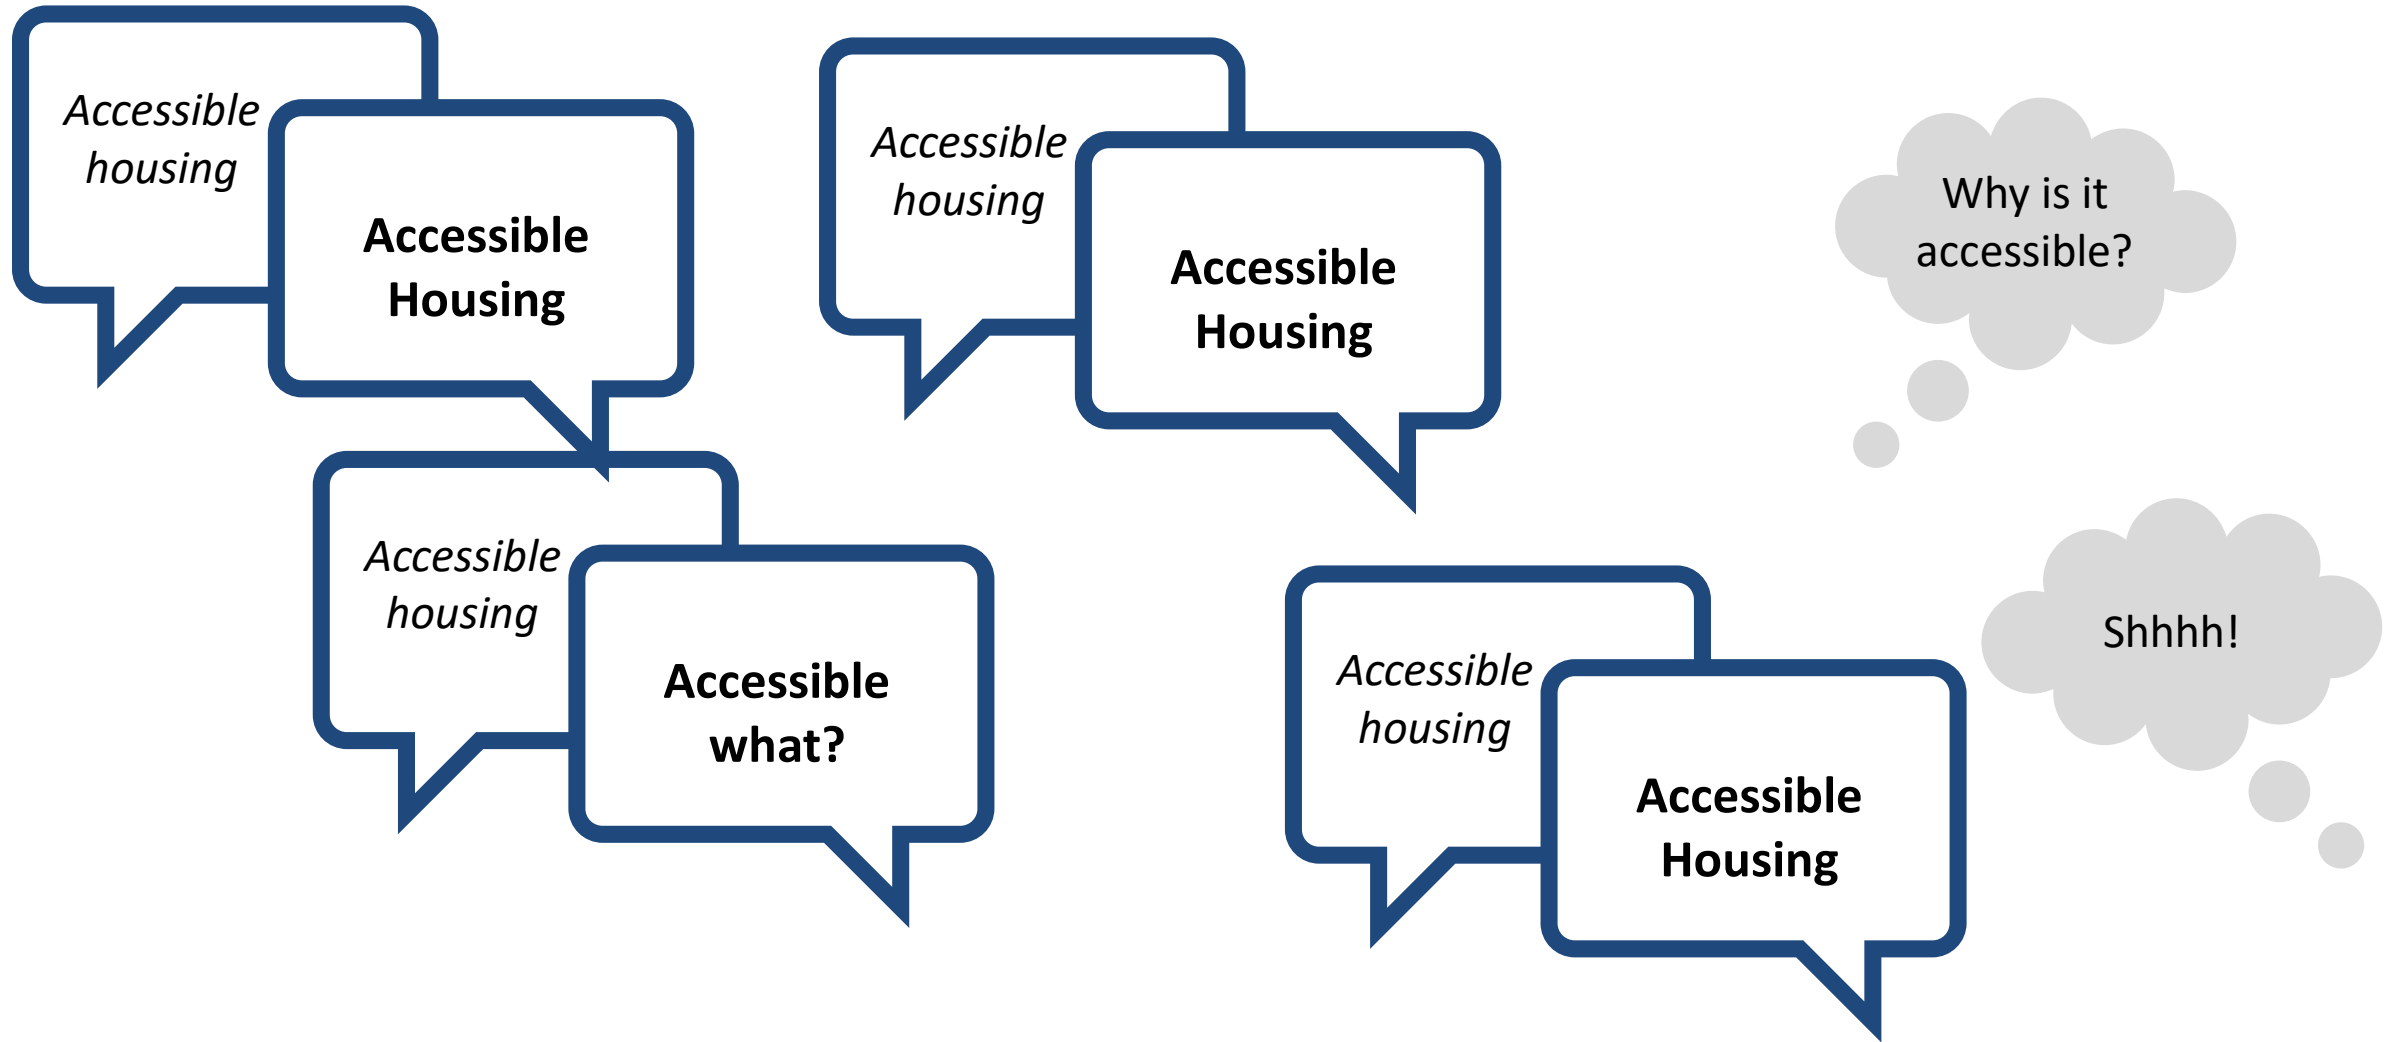 Accessible
housing
Accessible
Housing
Accessible
housing
Accessible
Housing
Why is it
accessible?
Accessible
housing
Accessible
what?
Accessible
housing
Accessible
Housing
Shhhh!